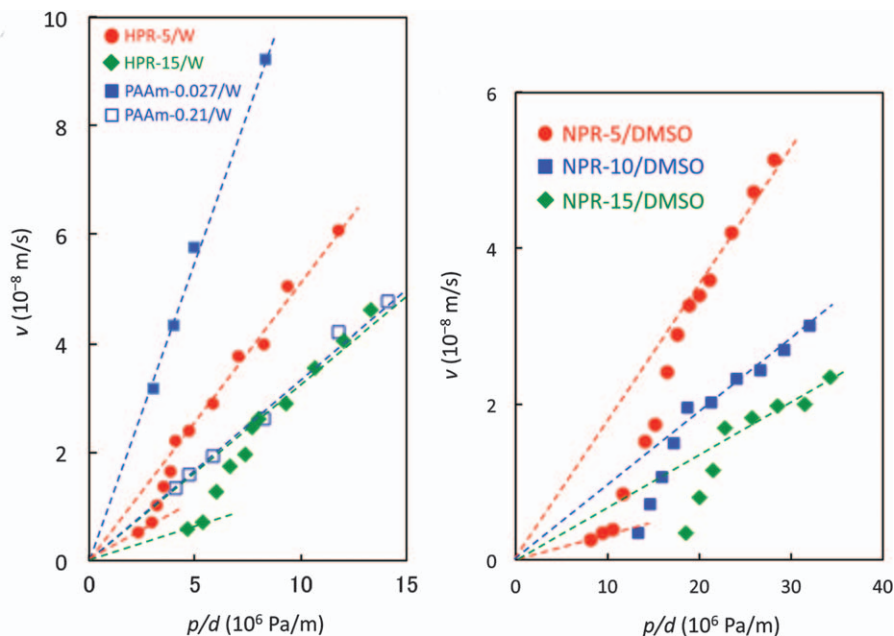 10
8
6
4
2
0
0
5
10
15
v (10⁻⁸ m/s)
p/d (10⁶ Pa/m)
HPR-5/W
HPR-15/W
PAAm-0.027/W
PAAm-0.21/W
6
4
2
0
0
10
20
30
40
v (10⁻⁸ m/s)
p/d (10⁶ Pa/m)
NPR-5/DMSO
NPR-10/DMSO
NPR-15/DMSO